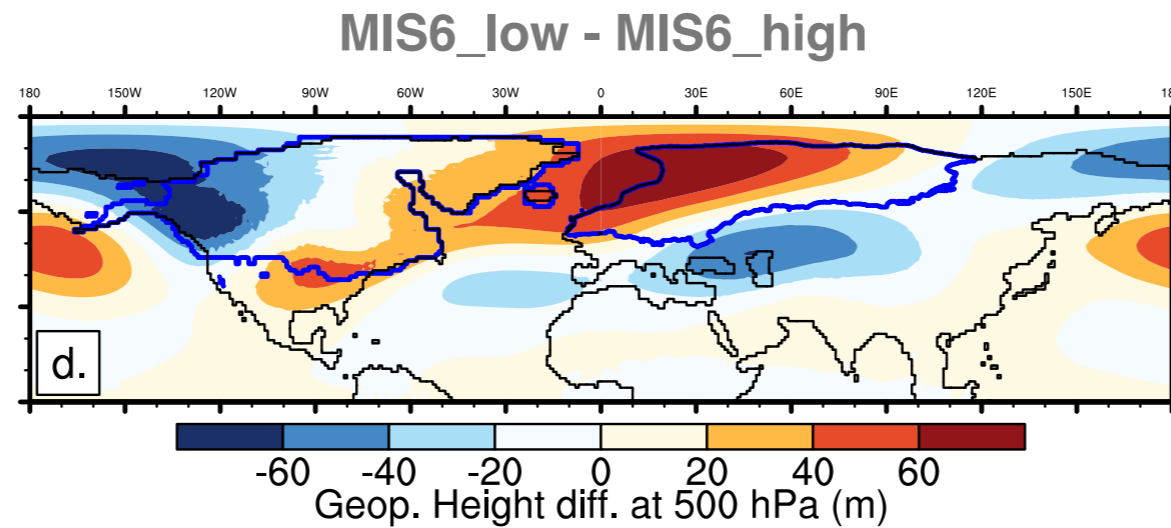 MIS6_low - MIS6_high
180 150W 120W 90W 60W 30W 0 30E 60E 90E 120E 150E 18
d.
-60 -40 -20 0 20 40 60
Geop. Height diff. at 500 hPa (m)